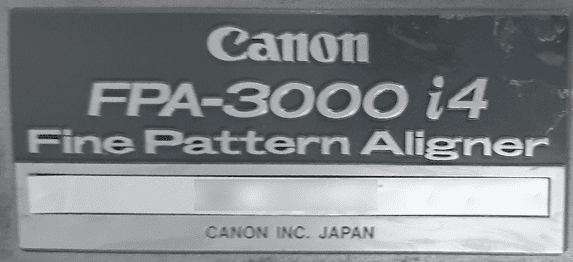 Canon
FPA-3000 i4
Fine Pattern Aligner
CANON INC. JAPAN